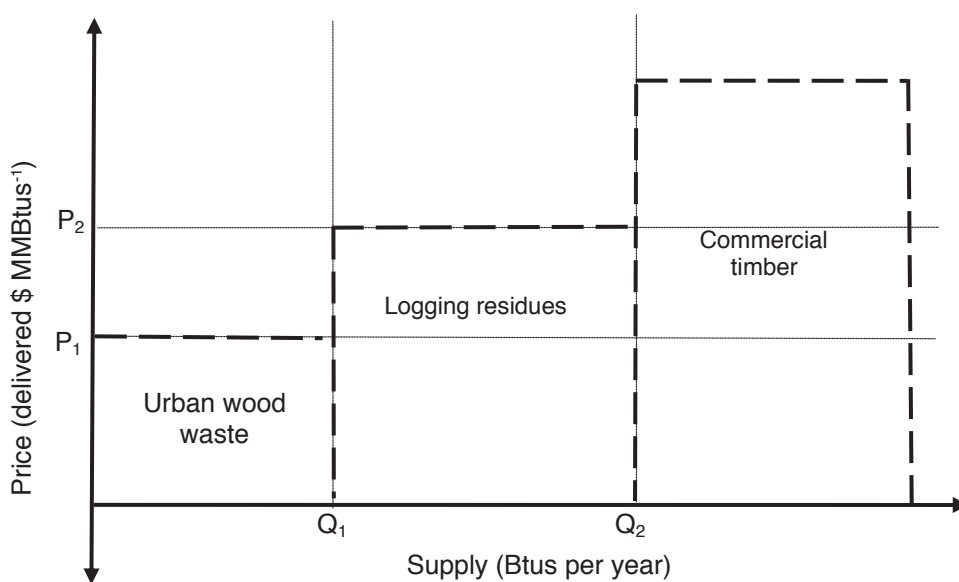 Price (delivered $ MMBtus⁻¹)
P₂
P₁
Urban wood
waste
Logging residues
Commercial
timber
Q₁
Q₂
Supply (Btus per year)